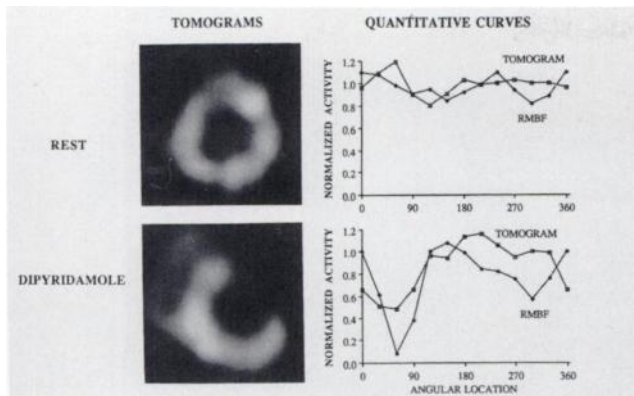 TOMOGRAMS
QUANTITATIVE CURVES
REST
NORMALIZED ACTIVITY
1.2
1.0
0.8
0.6
0.4
0.2
0.0
TOMOGRAM
RMBF
0 90 180 270 360
DIPYRIDAMOLE
NORMALIZED ACTIVITY
1.2
1.0
0.8
0.6
0.4
0.2
0.0
TOMOGRAM
RMBF
0 90 180 270 360
ANGULAR LOCATION